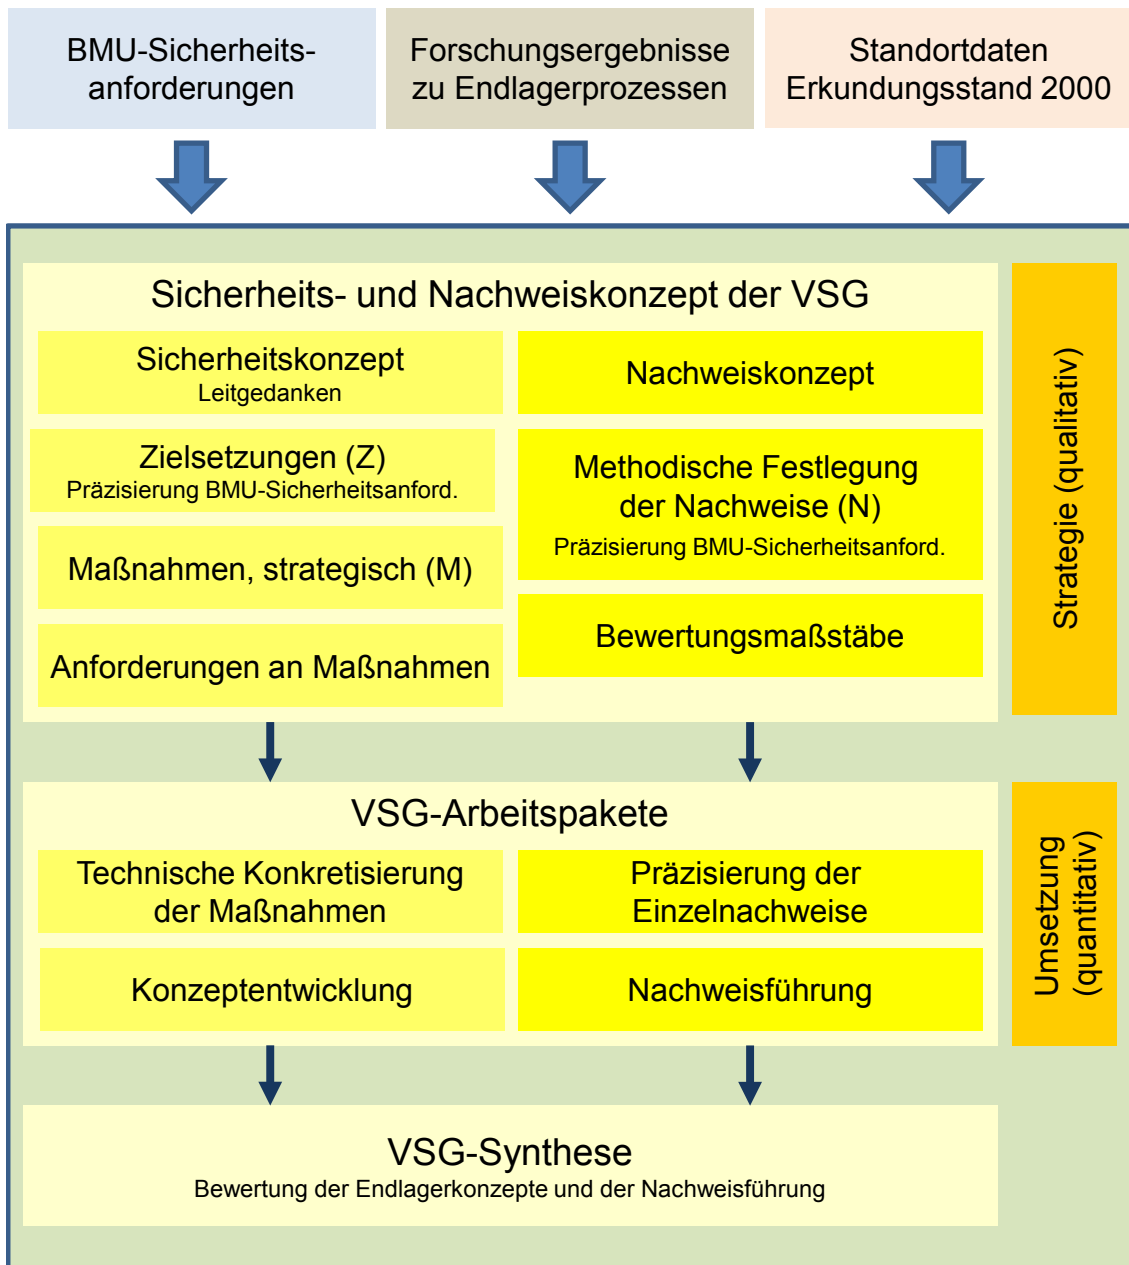 BMU-Sicherheits-
anforderungen
Forschungsergebnisse
zu Endlagerprozessen
Standortdaten
Erkundungsstand 2000
Sicherheits- und Nachweiskonzept der VSG
Sicherheitskonzept
Leitgedanken
Zielsetzungen (Z)
Präzisierung BMU-Sicherheitsanford.
Maßnahmen, strategisch (M)
Anforderungen an Maßnahmen
Nachweiskonzept
Methodische Festlegung
der Nachweise (N)
Präzisierung BMU-Sicherheitsanford.
Bewertungsmaßstäbe
Strategie (qualitativ)
VSG-Arbeitspakete
Technische Konkretisierung
der Maßnahmen
Konzeptentwicklung
Präzisierung der
Einzelnachweise
Nachweisführung
Umsetzung
(quantitativ)
VSG-Synthese
Bewertung der Endlagerkonzepte und der Nachweisführung